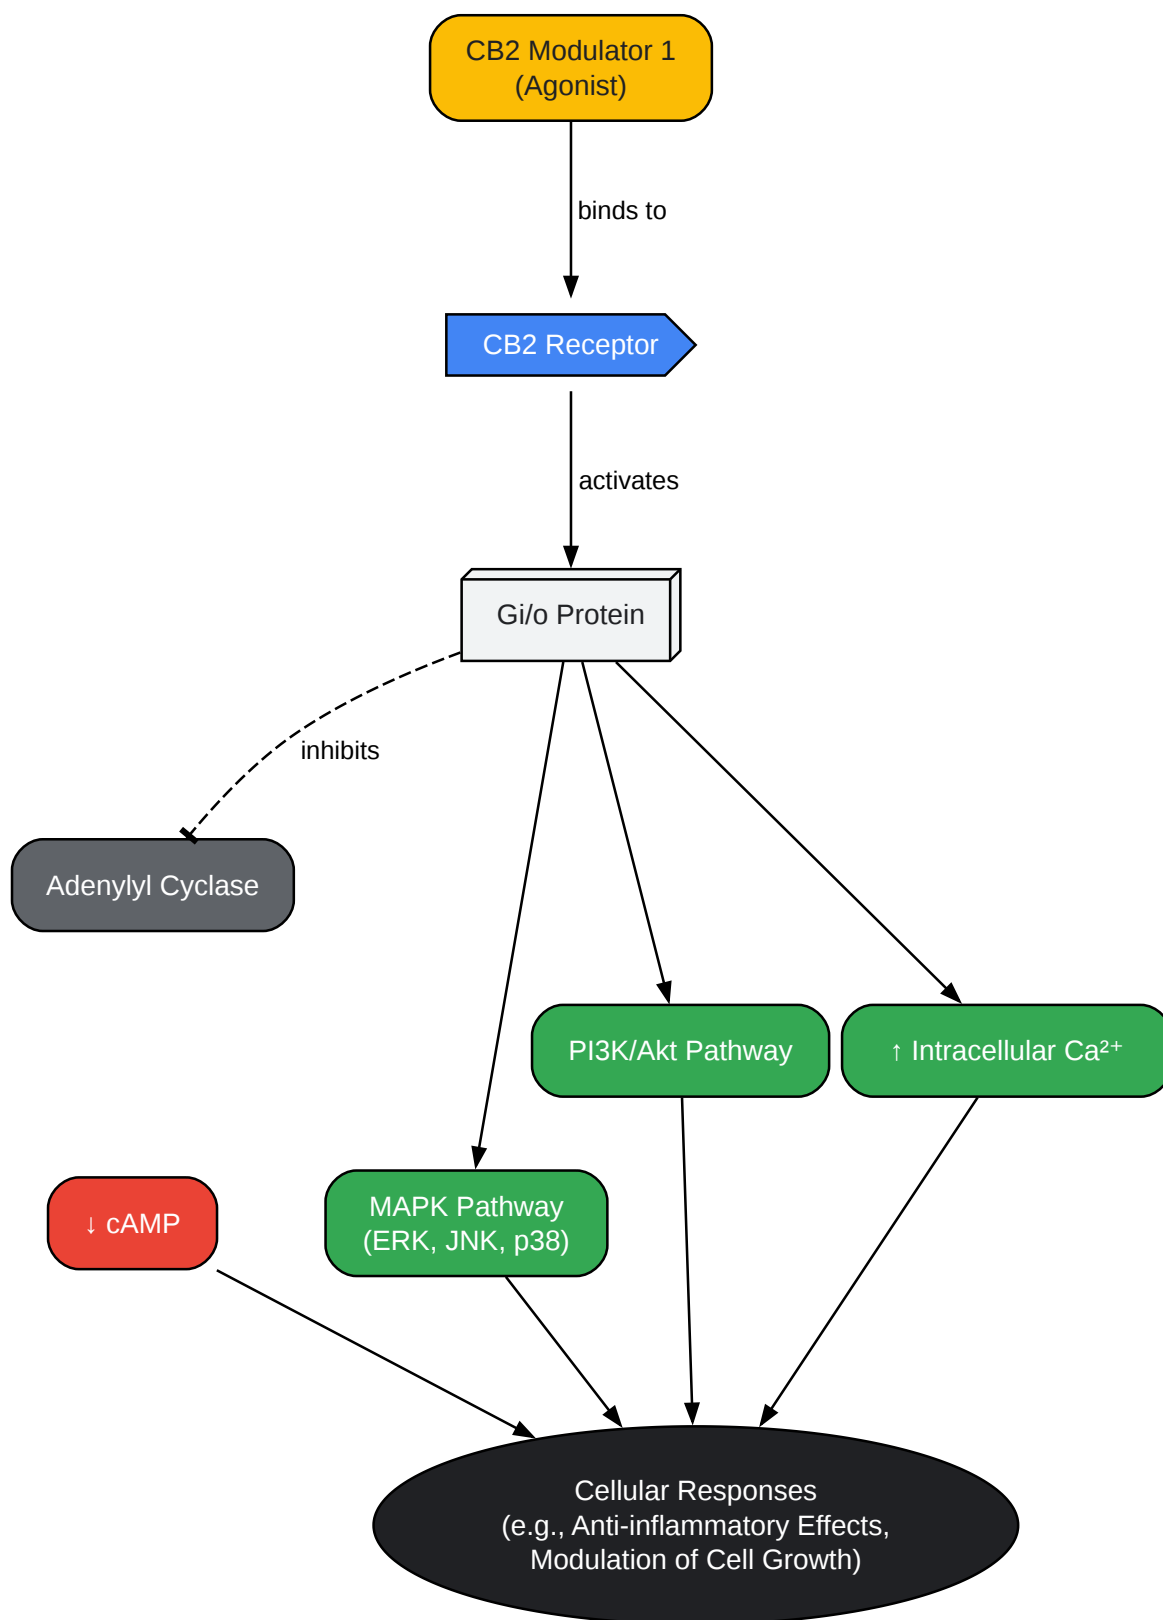 CB2 Modulator 1
(Agonist)
binds to
CB2 Receptor
activates
Gi/o Protein
inhibits
Adenylyl Cyclase
PI3K/Akt Pathway
↑ Intracellular Ca²⁺
MAPK Pathway
(ERK, JNK, p38)
↓ cAMP
Cellular Responses
(e.g., Anti-inflammatory Effects,
Modulation of Cell Growth)